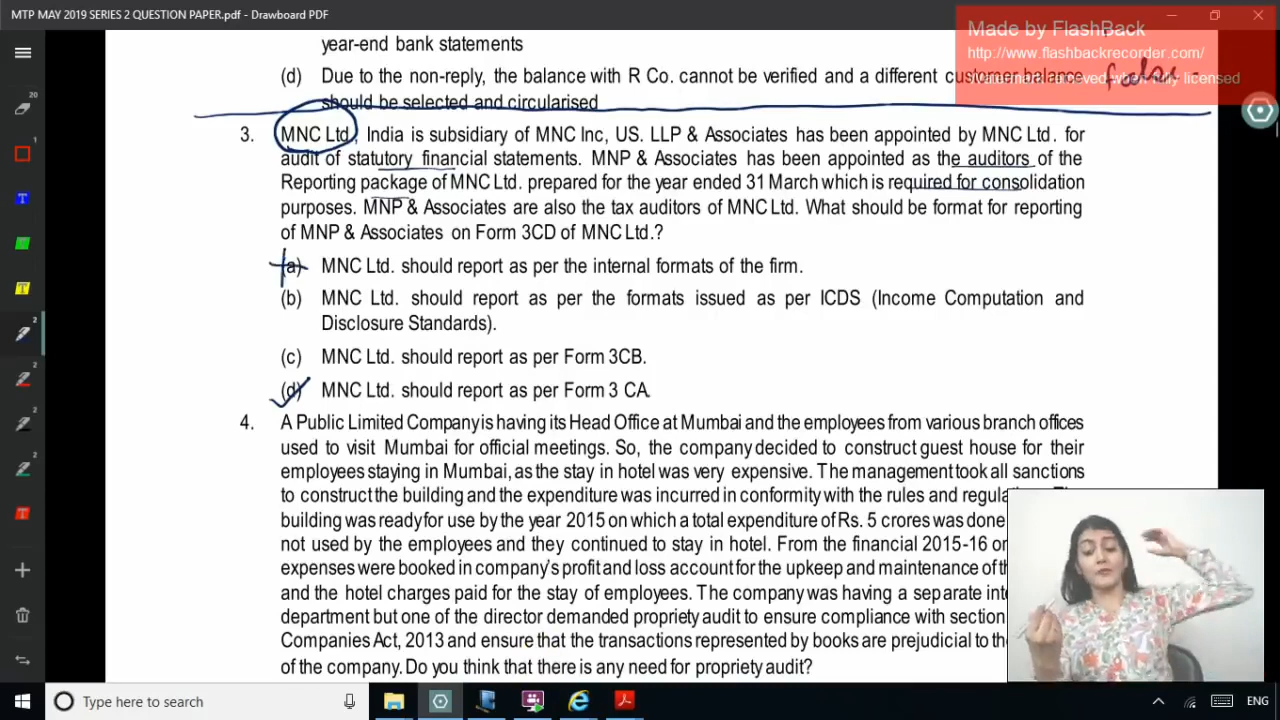 MTP MAY 2019 SERIES 2 QUESTION PAPER.pdf - Drawboard PDF
Made by FlashBack
http://www.flashbackrecorder.com/
Watermark removed when fully licensed
year-end bank statements
(d) Due to the non-reply, the balance with R Co. cannot be verified and a different customer balance
should be selected and circularised
3. MNC Ltd., India is subsidiary of MNC Inc, US. LLP & Associates has been appointed by MNC Ltd. for
audit of statutory financial statements. MNP & Associates has been appointed as the auditors of the
Reporting package of MNC Ltd. prepared for the year ended 31 March which is required for consolidation
purposes. MNP & Associates are also the tax auditors of MNC Ltd. What should be format for reporting
of MNP & Associates on Form 3CD of MNC Ltd.?
(a) MNC Ltd. should report as per the internal formats of the firm.
(b) MNC Ltd. should report as per the formats issued as per ICDS (Income Computation and
Disclosure Standards).
(c) MNC Ltd. should report as per Form 3CB.
(d) MNC Ltd. should report as per Form 3 CA.
4. A Public Limited Company is having its Head Office at Mumbai and the employees from various branch offices
used to visit Mumbai for official meetings. So, the company decided to construct guest house for their
employees staying in Mumbai, as the stay in hotel was very expensive. The management took all sanctions
to construct the building and the expenditure was incurred in conformity with the rules and
building was ready for use by the year 2015 on which a total expenditure of Rs. 5 crores was done
not used by the employees and they continued to stay in hotel. From the financial 2015-16
expenses were booked in company's profit and loss account for the upkeep and maintenance of
and the hotel charges paid for the stay of employees. The company was having a separate
department but one of the director demanded propriety audit to ensure compliance with section
Companies Act, 2013 and ensure that the transactions represented by books are prejudicial to
of the company. Do you think that there is any need for propriety audit?
20
2
2
2
2
Type here to search
ENG